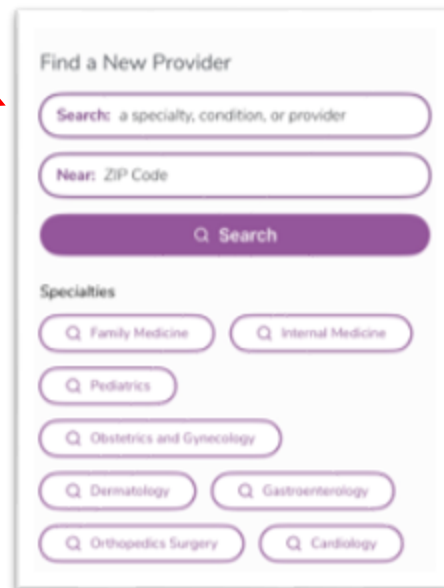 Find a New Provider
Search: a specialty, condition, or provider
Near: ZIP Code
Search
Specialties
Family Medicine
Internal Medicine
Pediatrics
Obstetrics and Gynecology
Dermatology
Gastroenterology
Orthopedics Surgery
Cardiology